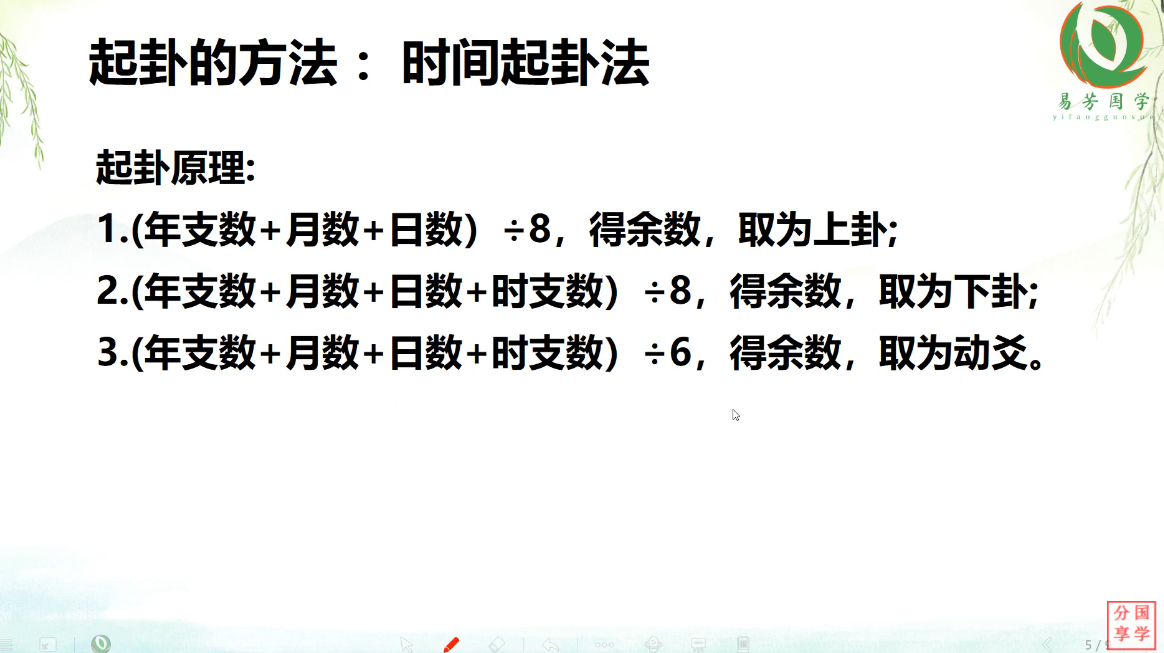 起卦的方法 ：时间起卦法
易芳国学
yifangguoxue
起卦原理:
1.(年支数+月数+日数）÷8，得余数，取为上卦;
2.(年支数+月数+日数+时支数）÷8，得余数，取为下卦;
3.(年支数+月数+日数+时支数）÷6，得余数，取为动爻。
分国
享学
5 /